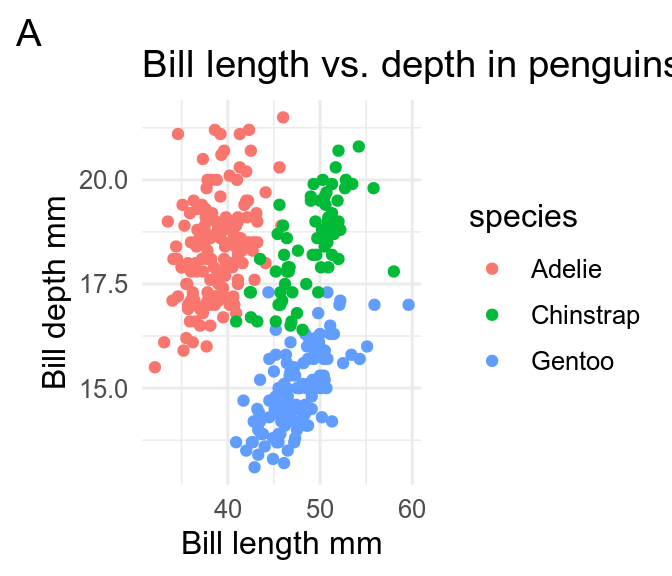 A
Bill length vs. depth in penguins
Bill depth mm
20.0
17.5
15.0
40 50 60
Bill length mm
species
Adelie
Chinstrap
Gentoo